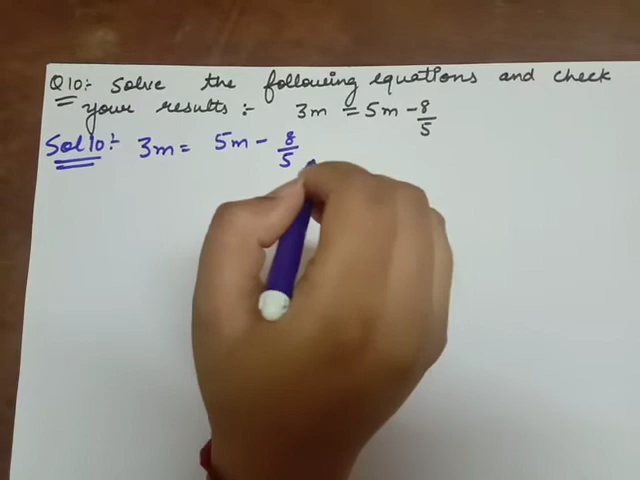 Q10:- Solve the following equations and check
your results:- 3m = 5m - 8/5
Sol10:- 3m = 5m - 8/5